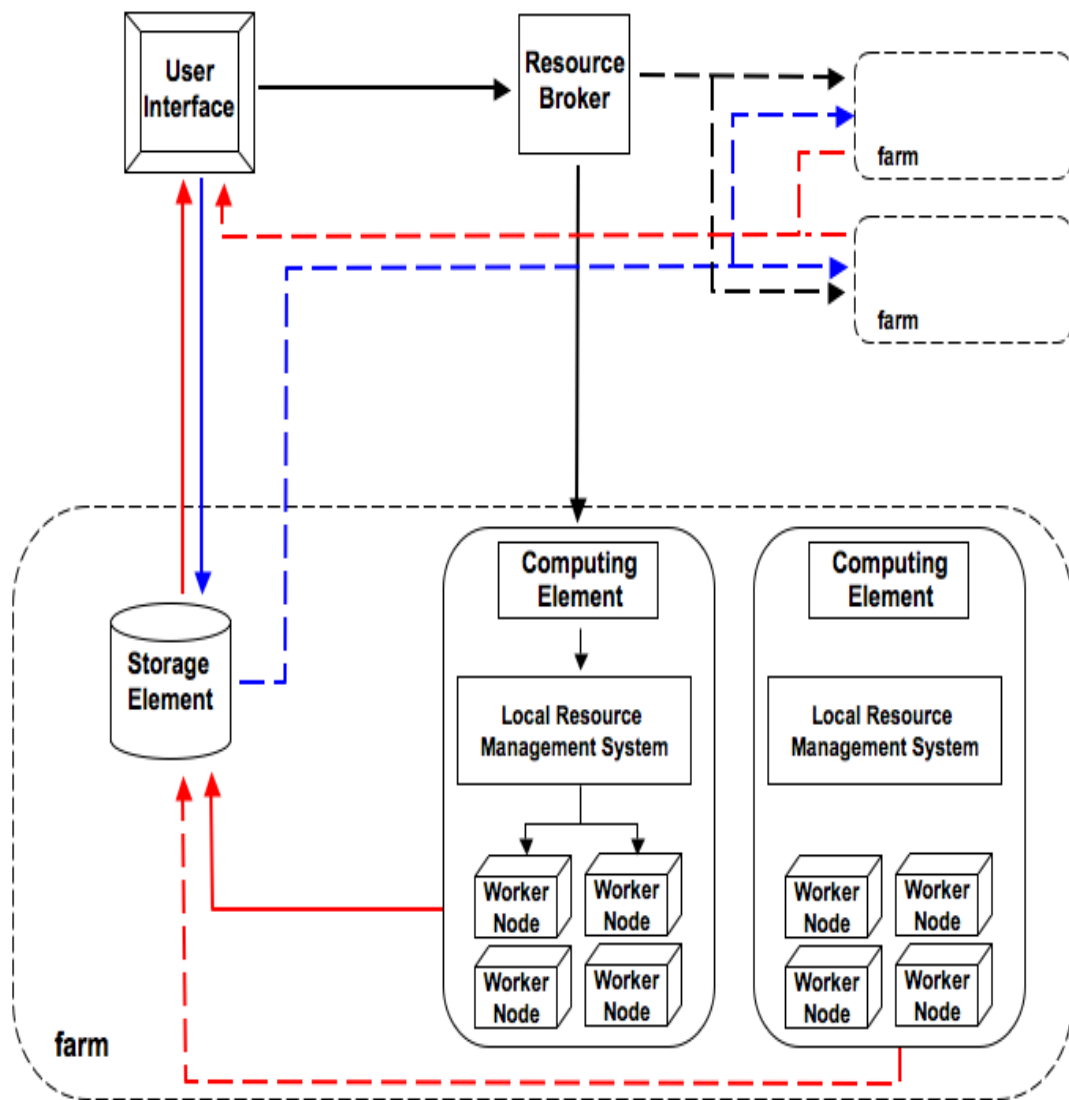 User
Interface
Resource
Broker
farm
farm
Computing
Element
Computing
Element
Storage
Element
Local Resource
Management System
Local Resource
Management System
Worker
Node
Worker
Node
Worker
Node
Worker
Node
Worker
Node
Worker
Node
Worker
Node
Worker
Node
farm